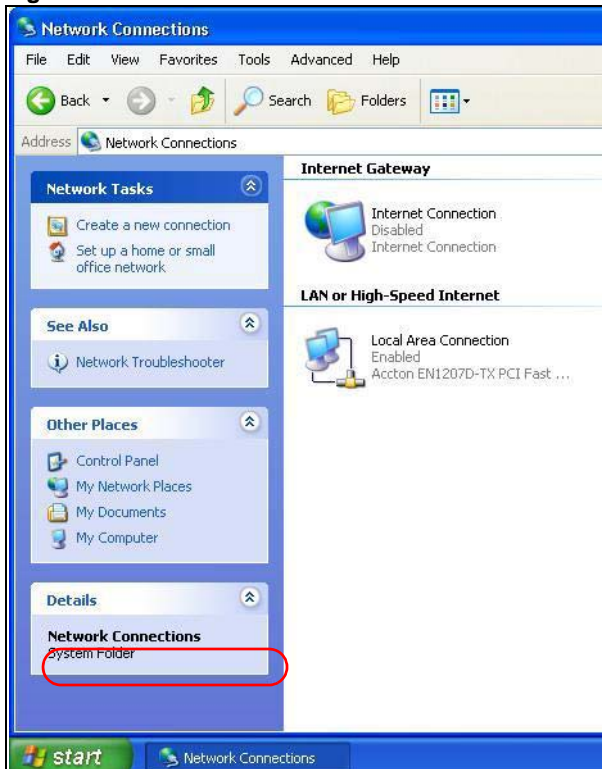 Network Connections
File Edit View Favorites Tools Advanced Help
Back Search Folders
Address Network Connections
Network Tasks
Create a new connection
Set up a home or small
office network
See Also
Network Troubleshooter
Other Places
Control Panel
My Network Places
My Documents
My Computer
Details
Network Connections
System Folder
Internet Gateway
Internet Connection
Disabled
Internet Connection
LAN or High-Speed Internet
Local Area Connection
Enabled
Accton EN1207D-TX PCI Fast ...
start Network Connections